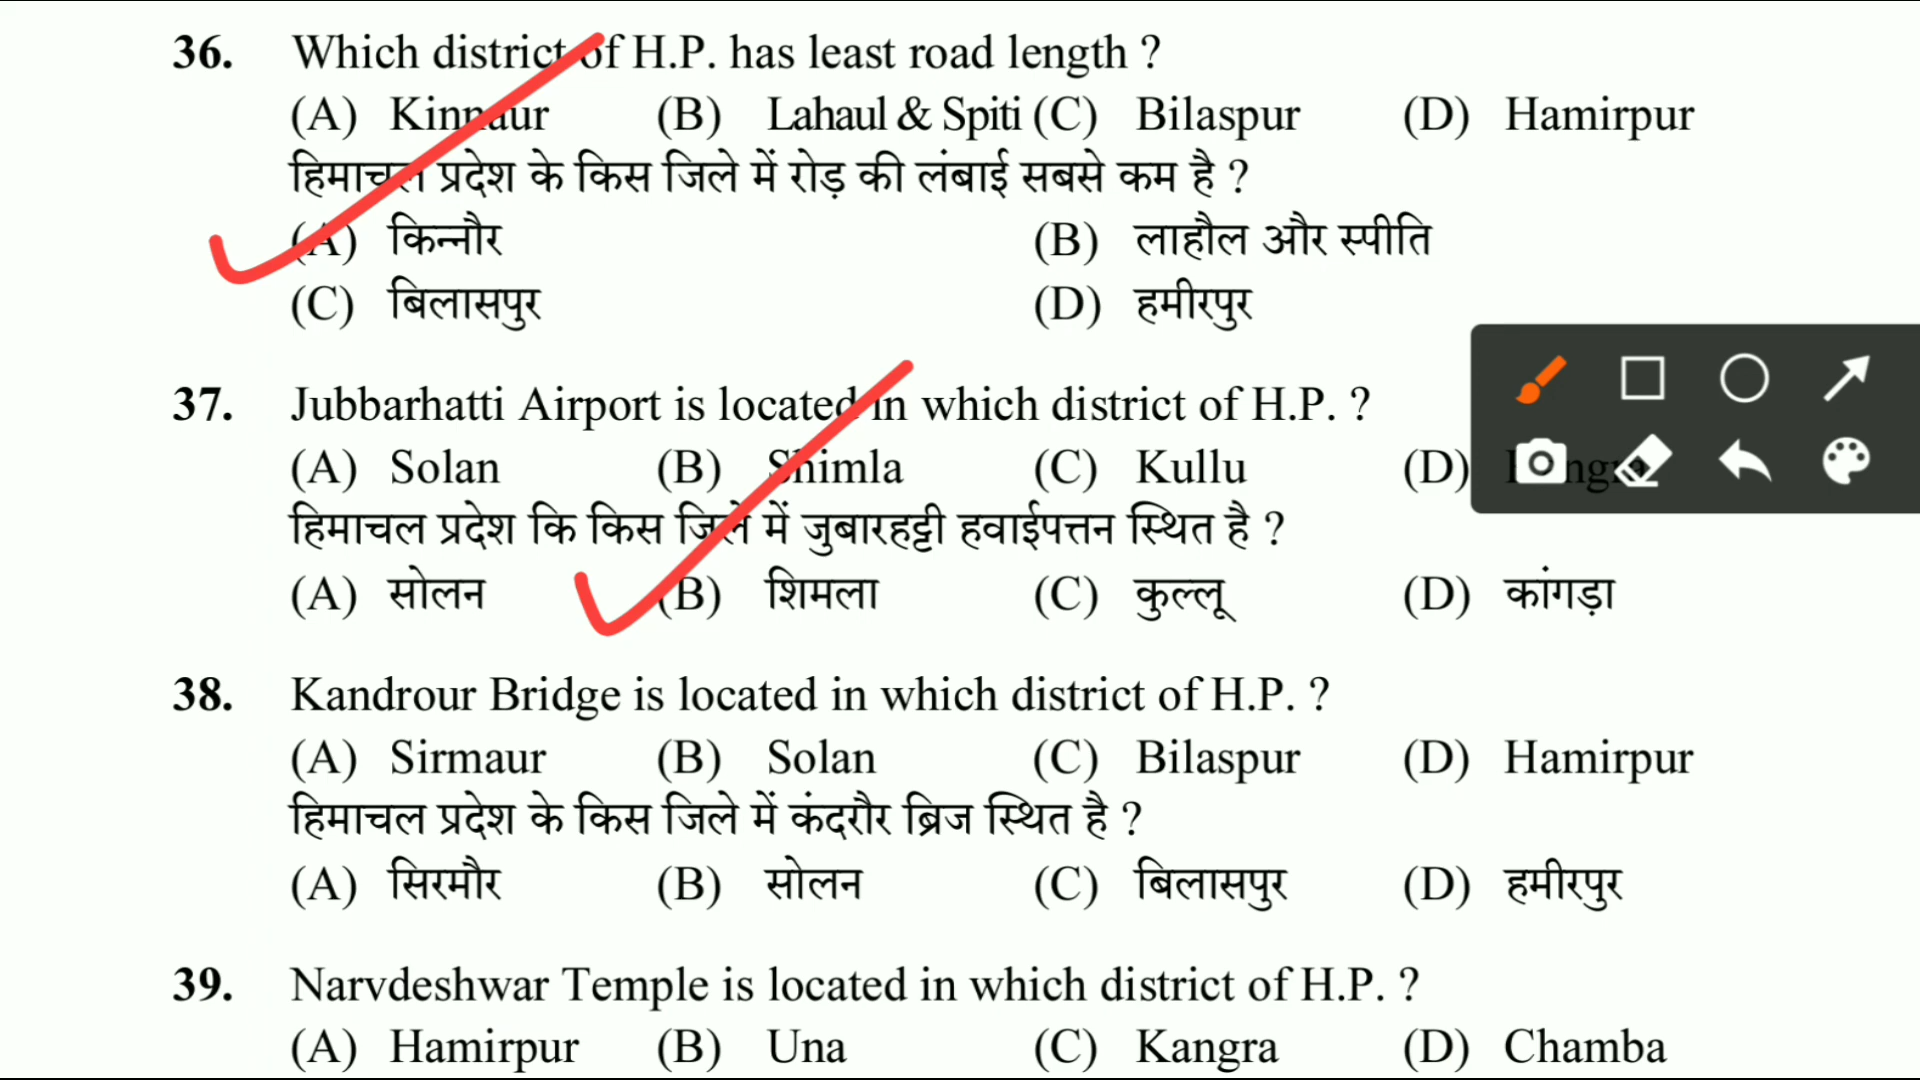 36. Which district of H.P. has least road length ?
(A) Kinnaur (B) Lahaul & Spiti (C) Bilaspur (D) Hamirpur
हिमाचल प्रदेश के किस जिले में रोड़ की लंबाई सबसे कम है ?
(A) किन्नौर (B) लाहौल और स्पीति
(C) बिलासपुर (D) हमीरपुर
37. Jubbarhatti Airport is located in which district of H.P. ?
(A) Solan (B) Shimla (C) Kullu (D)
हिमाचल प्रदेश कि किस जिले में जुबारहट्टी हवाईपत्तन स्थित है ?
(A) सोलन (B) शिमला (C) कुल्लू (D) कांगड़ा
38. Kandrour Bridge is located in which district of H.P. ?
(A) Sirmaur (B) Solan (C) Bilaspur (D) Hamirpur
हिमाचल प्रदेश के किस जिले में कंदरौर ब्रिज स्थित है ?
(A) सिरमौर (B) सोलन (C) बिलासपुर (D) हमीरपुर
39. Narvdeshwar Temple is located in which district of H.P. ?
(A) Hamirpur (B) Una (C) Kangra (D) Chamba